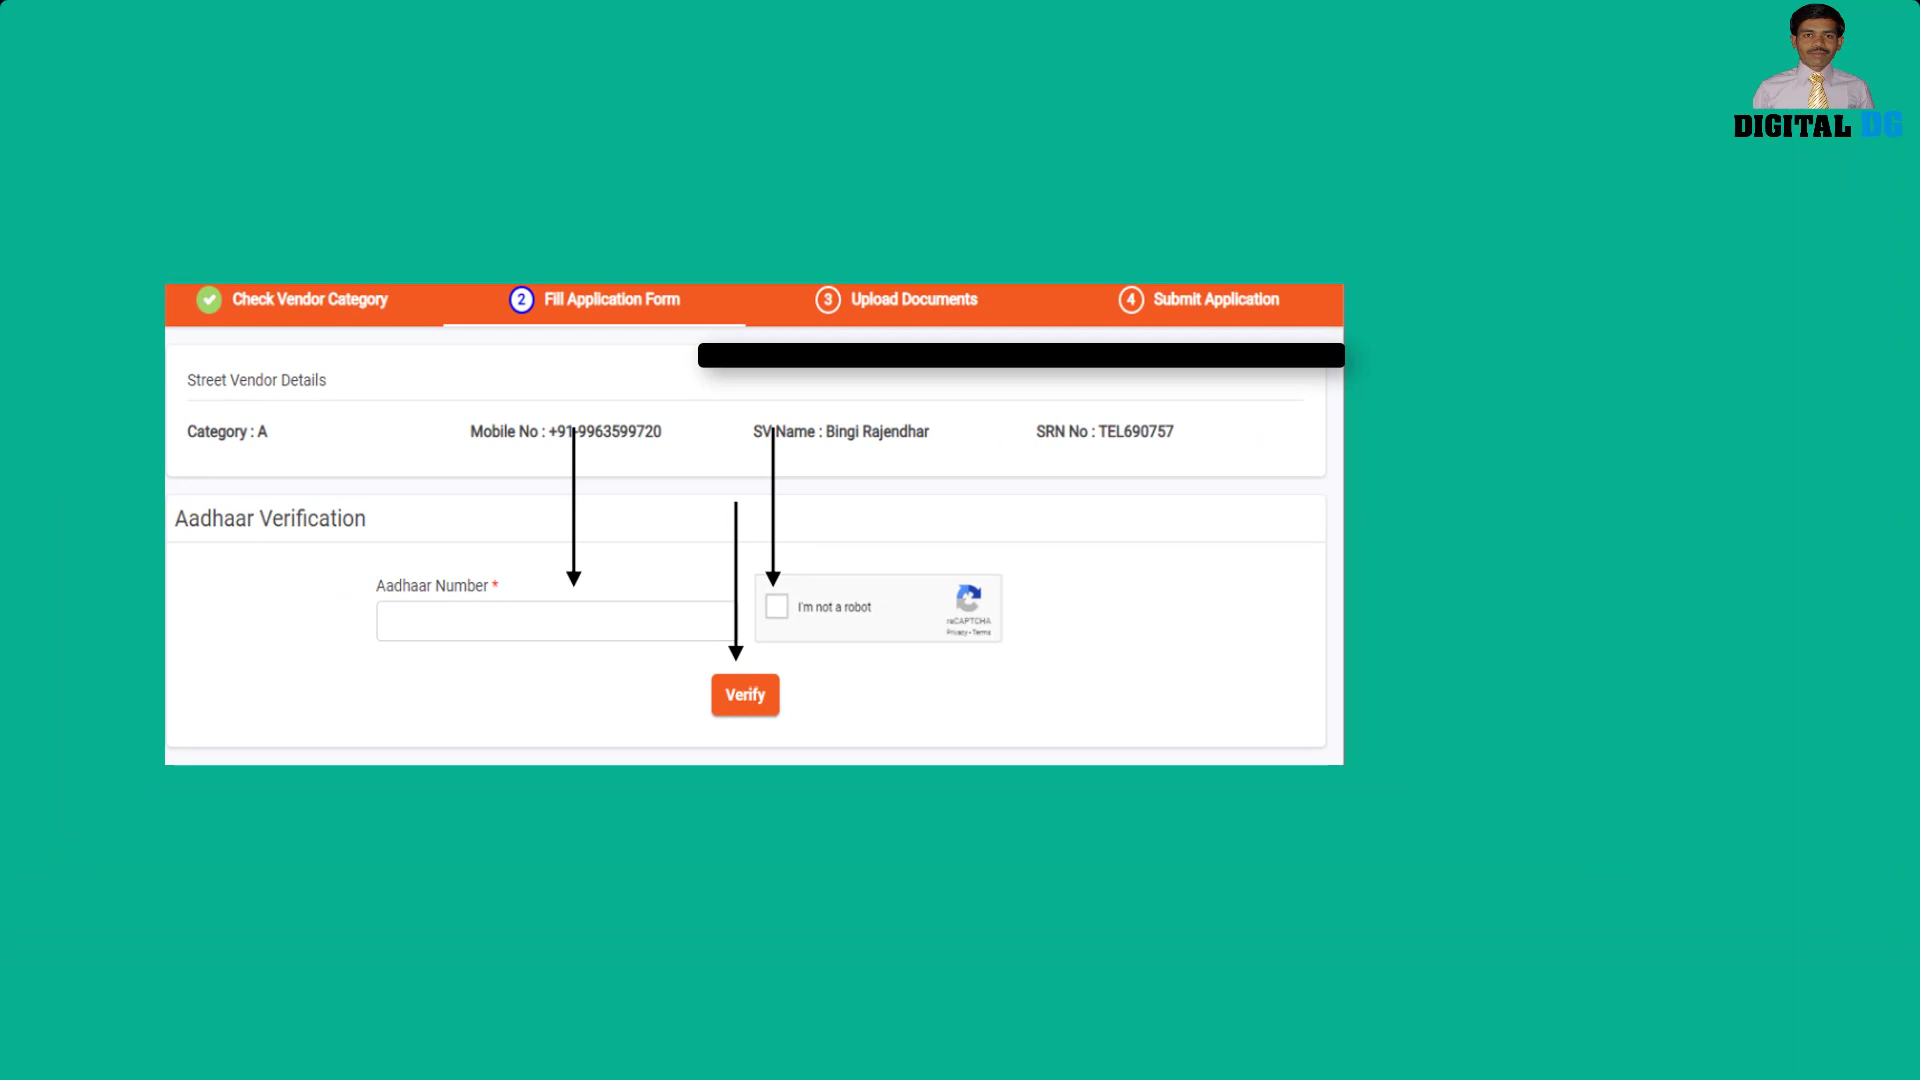 DIGITAL DG
Check Vendor Category
2 Fill Application Form
3 Upload Documents
4 Submit Application
Street Vendor Details
Category : A
Mobile No : +91-9963599720
SV Name : Bingi Rajendhar
SRN No : TEL690757
Aadhaar Verification
Aadhaar Number *
I'm not a robot
reCAPTCHA
Privacy - Terms
Verify